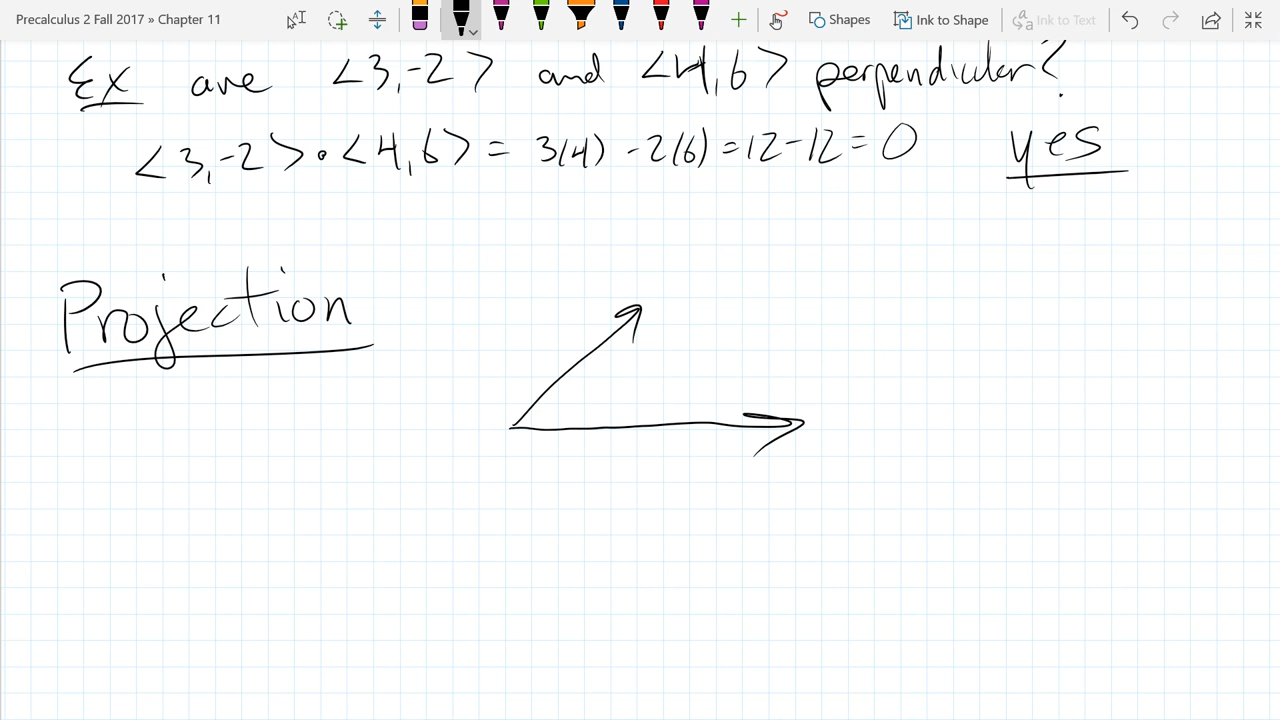 Precalculus 2 Fall 2017 » Chapter 11
Shapes
Ink to Shape
Ink to Text
Ex are <3,-2> and <4,6> perpendicular?
<3,-2> • <4,6> = 3(4) -2(6) = 12-12 = 0 yes
Projection